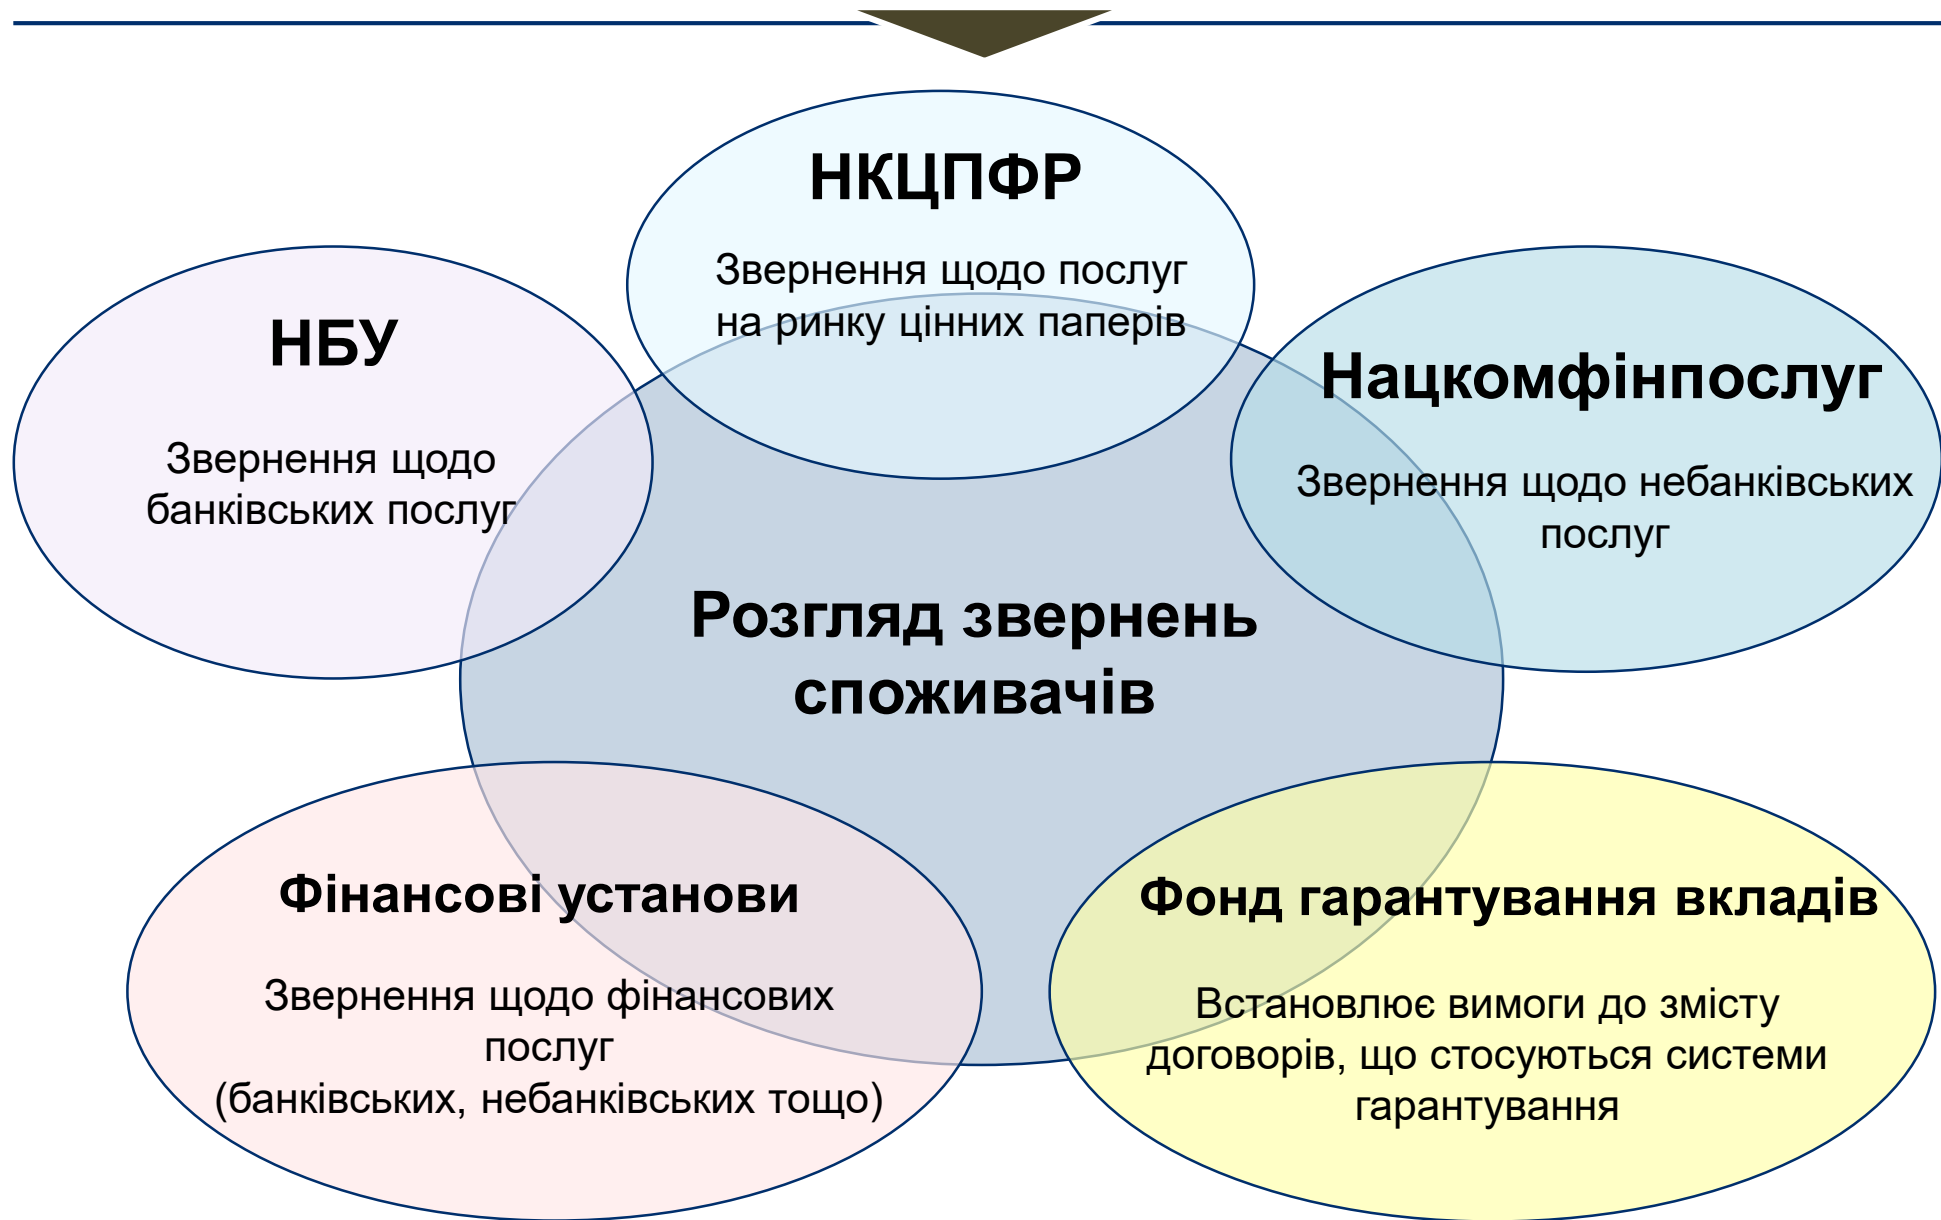 НКЦПФР
Звернення щодо послуг
на ринку цінних паперів
НБУ
Звернення щодо
банківських послуг
Нацкомфінпослуг
Звернення щодо небанківських
послуг
Розгляд звернень
споживачів
Фінансові установи
Звернення щодо фінансових
послуг
(банківських, небанківських тощо)
Фонд гарантування вкладів
Встановлює вимоги до змісту
договорів, що стосуються системи
гарантування